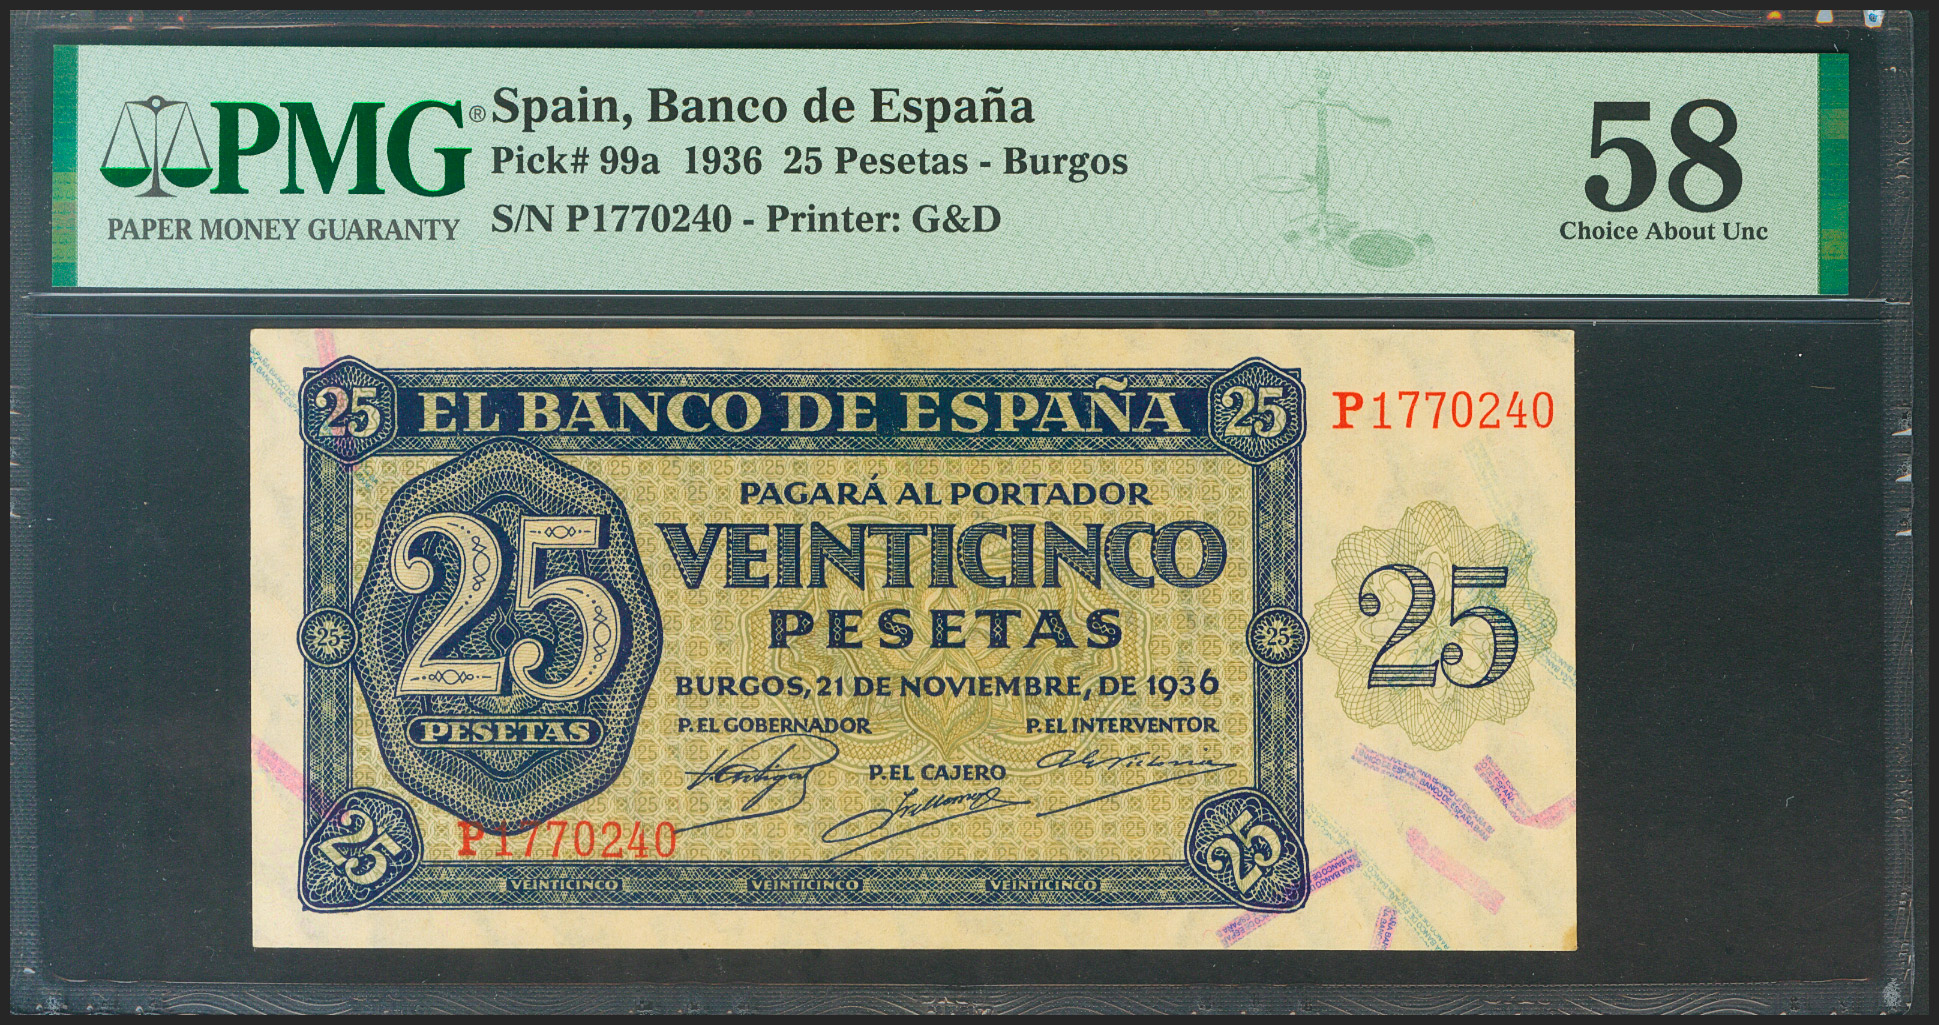 PMG®
PAPER MONEY GUARANTY
Spain, Banco de España
Pick# 99a 1936 25 Pesetas - Burgos
S/N P1770240 - Printer: G&D
58
Choice About Unc
25 EL BANCO DE ESPAÑA 25
P1770240
PAGARÁ AL PORTADOR
VEINTICINCO
PESETAS
25
PESETAS
25
25
25
BURGOS, 21 DE NOVIEMBRE, DE 1936
P. EL GOBERNADOR
P. EL INTERVENTOR
P. EL CAJERO
P1770240
25
25
VEINTICINCO VEINTICINCO VEINTICINCO